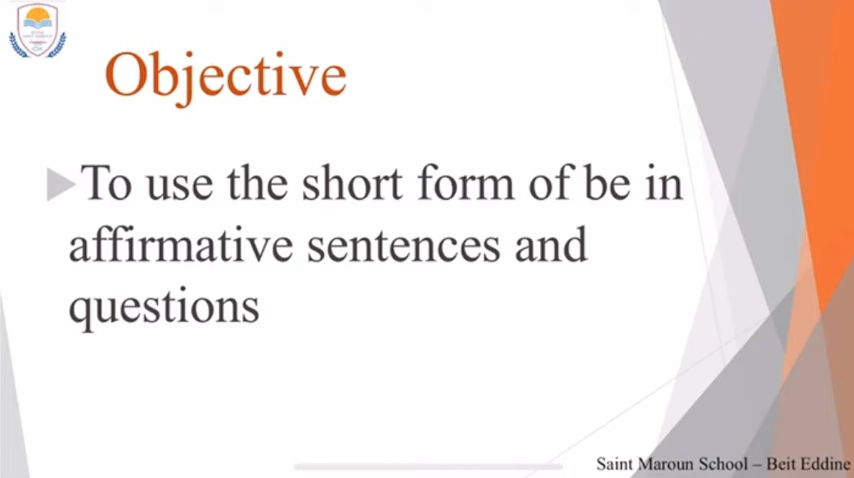 Objective
To use the short form of be in
affirmative sentences and
questions
Saint Maroun School – Beit Eddine